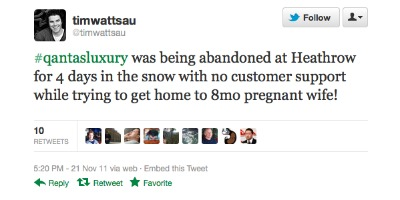 timwattsau
@timwattsau
Follow
#qantasluxury was being abandoned at Heathrow
for 4 days in the snow with no customer support
while trying to get home to 8mo pregnant wife!
10
RETWEETS
5:20 PM - 21 Nov 11 via web · Embed this Tweet
Reply Retweet Favorite